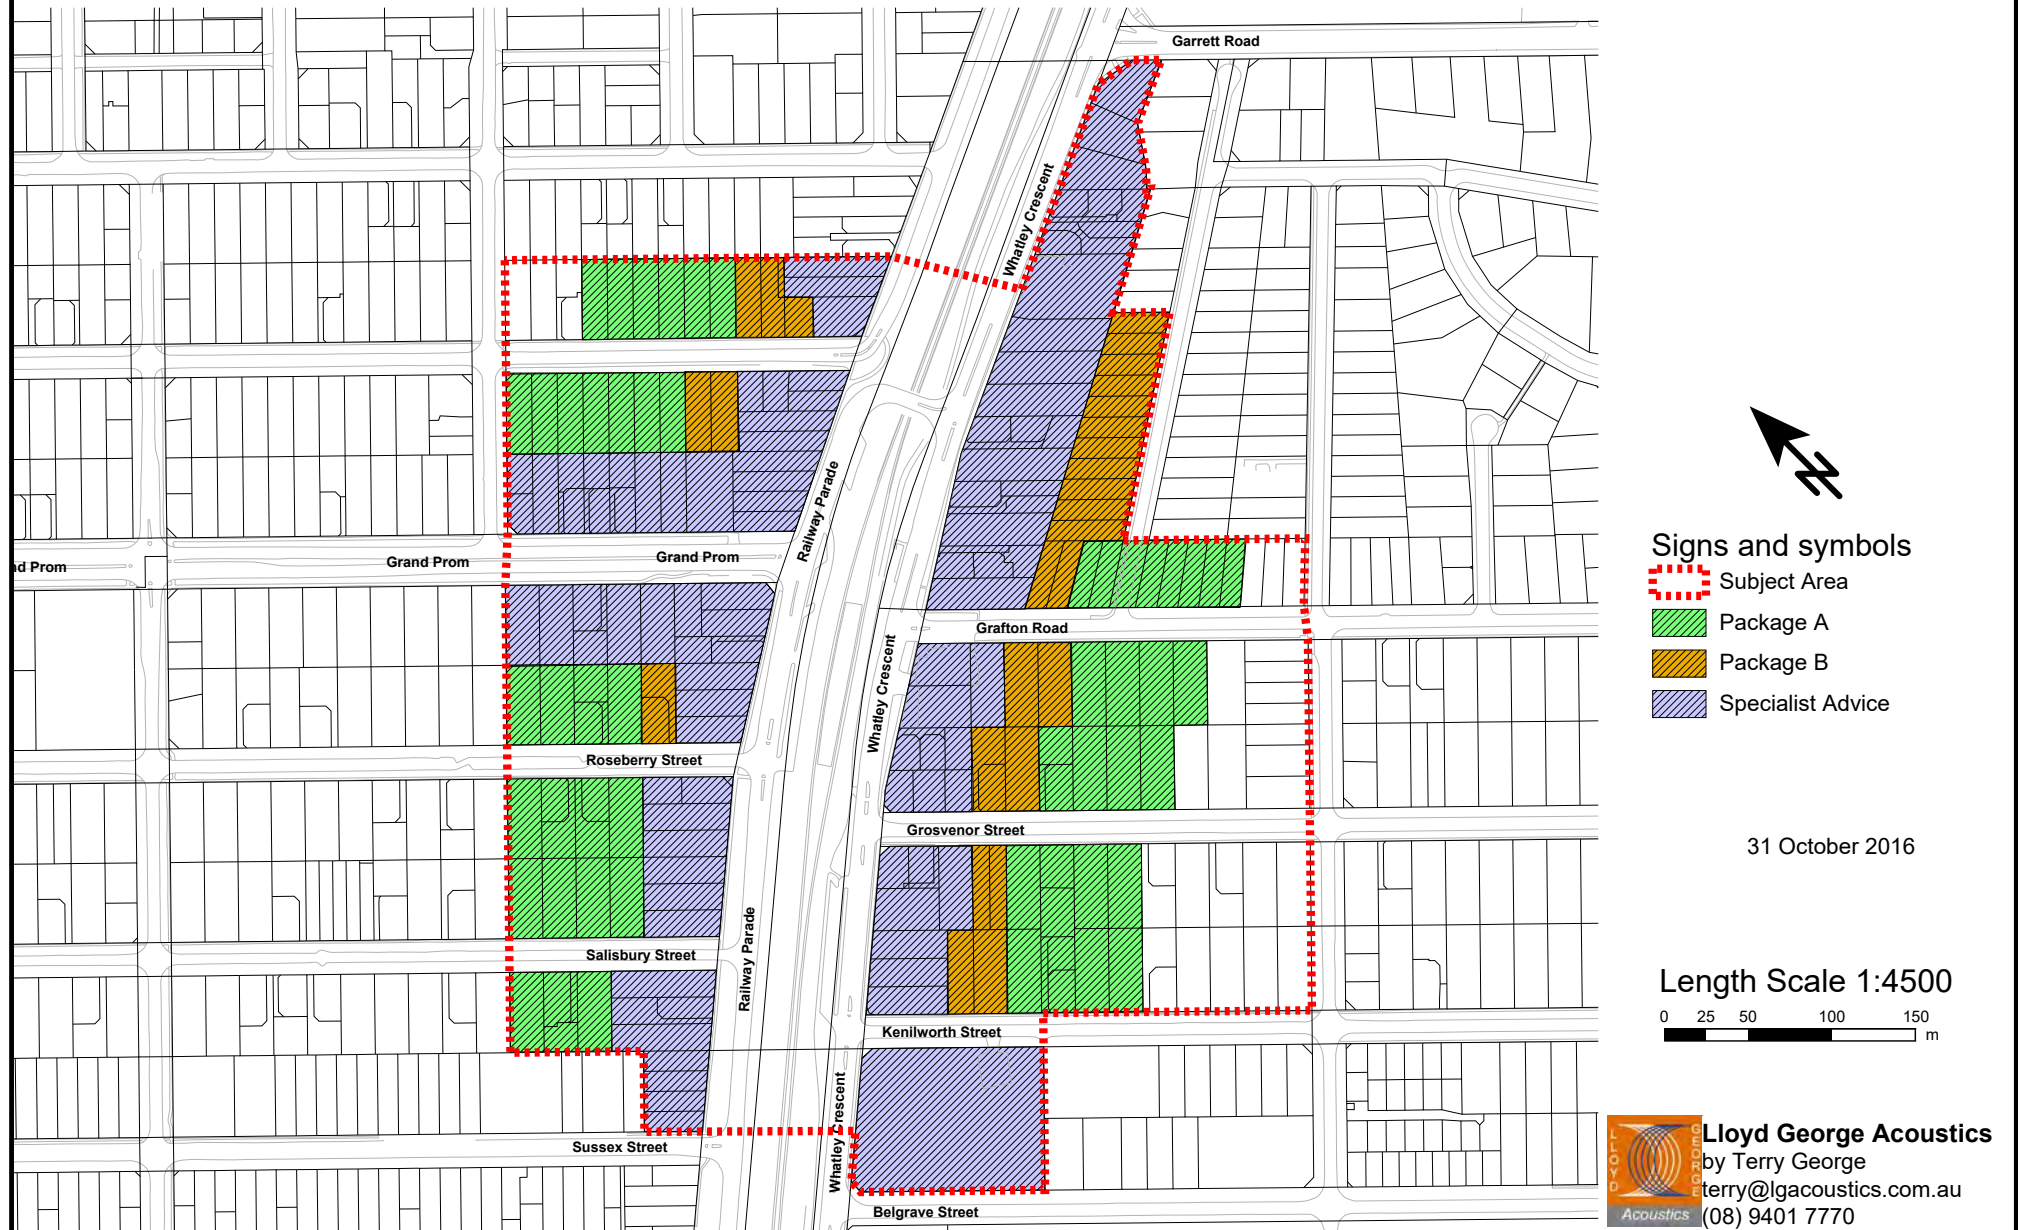 Garrett Road
Whatley Crescent
Railway Parade
nd Prom
Grand Prom
Grand Prom
Grafton Road
Whatley Crescent
Roseberry Street
Grosvenor Street
Railway Parade
Salisbury Street
Kenilworth Street
Whatley Crescent
Sussex Street
Belgrave Street
Signs and symbols
Subject Area
Package A
Package B
Specialist Advice
31 October 2016
Length Scale 1:4500
0 25 50 100 150
m
LLOYD GEORGE
Acoustics
Lloyd George Acoustics
by Terry George
terry@lgacoustics.com.au
(08) 9401 7770